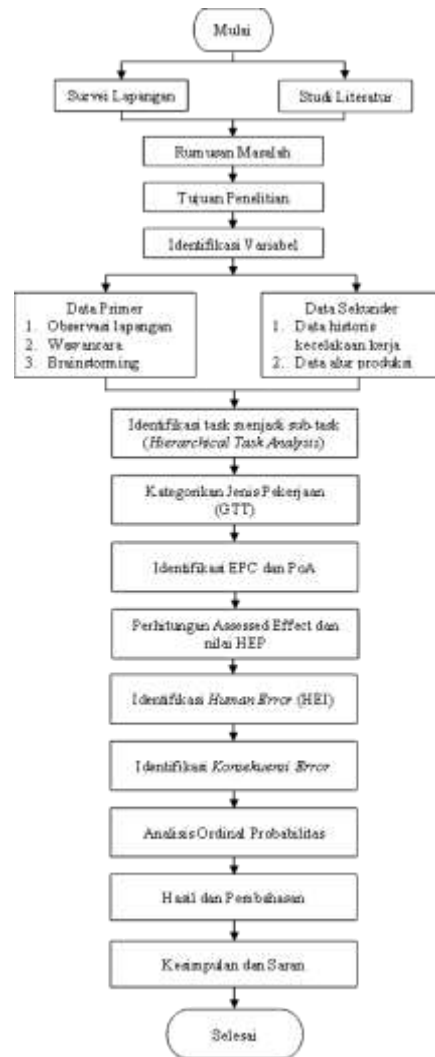 Mulai
Survei Lapangan
Studi Literatur
Rumusan Masalah
Tujuan Penelitian
Identifikasi Variabel
Data Primer
1. Observasi lapangan
2. Wawancara
3. Brainstorming
Data Sekunder
1. Data historis
kecelakaan kerja
2. Data alur produksi
Identifikasi task menjadi sub-task
(Hierarchical Task Analysis)
Kategorikan Jenis Pekerjaan
(GTT)
Identifikasi EPC dan PoA
Perhitungan Assessed Effect dan
nilai HEP
Identifikasi Human Error (HEI)
Identifikasi Konsekuensi Error
Analisis Ordinal Probabilitas
Hasil dan Pembahasan
Kesimpulan dan Saran
Selesai